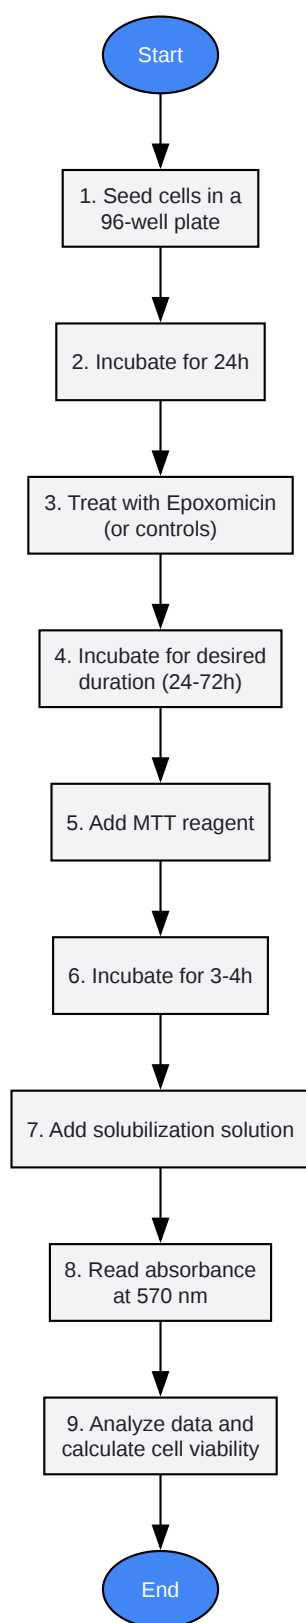 Start
1. Seed cells in a
96-well plate
2. Incubate for 24h
3. Treat with Epoxomicin
(or controls)
4. Incubate for desired
duration (24-72h)
5. Add MTT reagent
6. Incubate for 3-4h
7. Add solubilization solution
8. Read absorbance
at 570 nm
9. Analyze data and
calculate cell viability
End